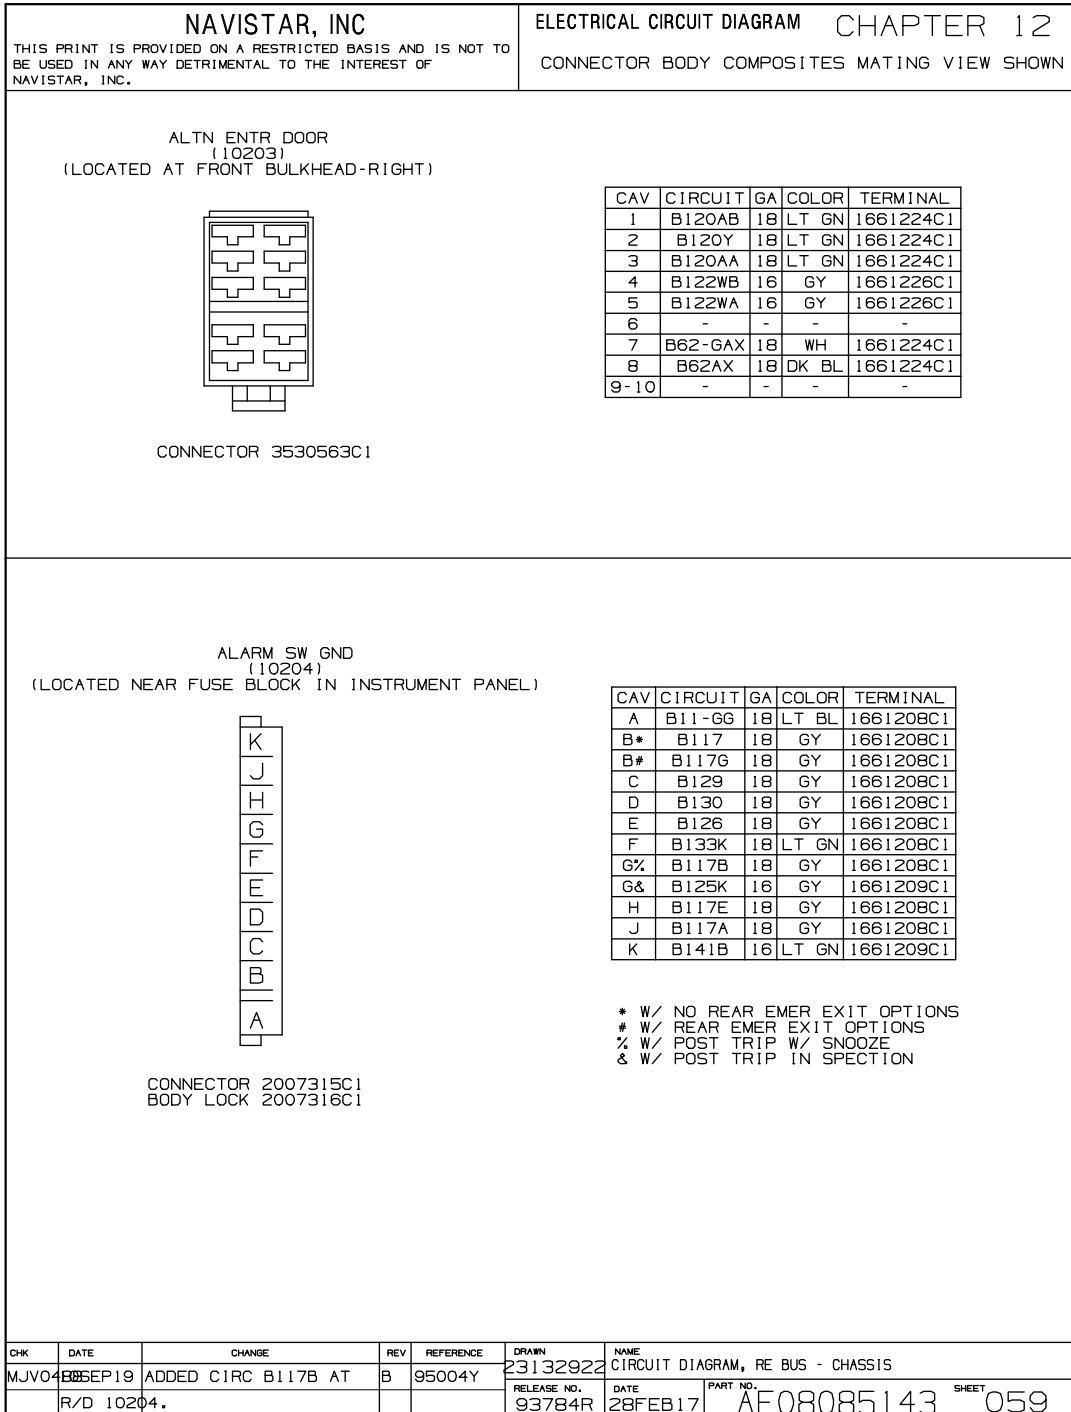 NAVISTAR, INC
THIS PRINT IS PROVIDED ON A RESTRICTED BASIS AND IS NOT TO
BE USED IN ANY WAY DETRIMENTAL TO THE INTEREST OF
NAVISTAR, INC.
ELECTRICAL CIRCUIT DIAGRAM CHAPTER 12
CONNECTOR BODY COMPOSITES MATING VIEW SHOWN
ALTN ENTR DOOR
(10203)
(LOCATED AT FRONT BULKHEAD-RIGHT)
CONNECTOR 3530563C1
CAV CIRCUIT GA COLOR TERMINAL
1 B120AB 18 LT GN 1661224C1
2 B120Y 18 LT GN 1661224C1
3 B120AA 18 LT GN 1661224C1
4 B122WB 16 GY 1661226C1
5 B122WA 16 GY 1661226C1
6 - - - -
7 B62-GAX 18 WH 1661224C1
8 B62AX 18 DK BL 1661224C1
9-10 - - - -
ALARM SW GND
(10204)
(LOCATED NEAR FUSE BLOCK IN INSTRUMENT PANEL)
K
J
H
G
F
E
D
C
B
A
CONNECTOR 2007315C1
BODY LOCK 2007316C1
CAV CIRCUIT GA COLOR TERMINAL
A B11-GG 18 LT BL 1661208C1
B* B117 18 GY 1661208C1
B# B117G 18 GY 1661208C1
C B129 18 GY 1661208C1
D B130 18 GY 1661208C1
E B126 18 GY 1661208C1
F B133K 18 LT GN 1661208C1
G% B117B 18 GY 1661208C1
G& B125K 16 GY 1661209C1
H B117E 18 GY 1661208C1
J B117A 18 GY 1661208C1
K B141B 16 LT GN 1661209C1
* W/ NO REAR EMER EXIT OPTIONS
# W/ REAR EMER EXIT OPTIONS
% W/ POST TRIP W/ SNOOZE
& W/ POST TRIP IN SPECTION
CHK DATE CHANGE REV REFERENCE
ADDED CIRC B117B AT B 95004Y
R/D 10204.
DRAWN
23132922
NAME
CIRCUIT DIAGRAM, RE BUS - CHASSIS
RELEASE NO.
93784R
DATE
28FEB17
PART NO.
AE08085143
SHEET 059